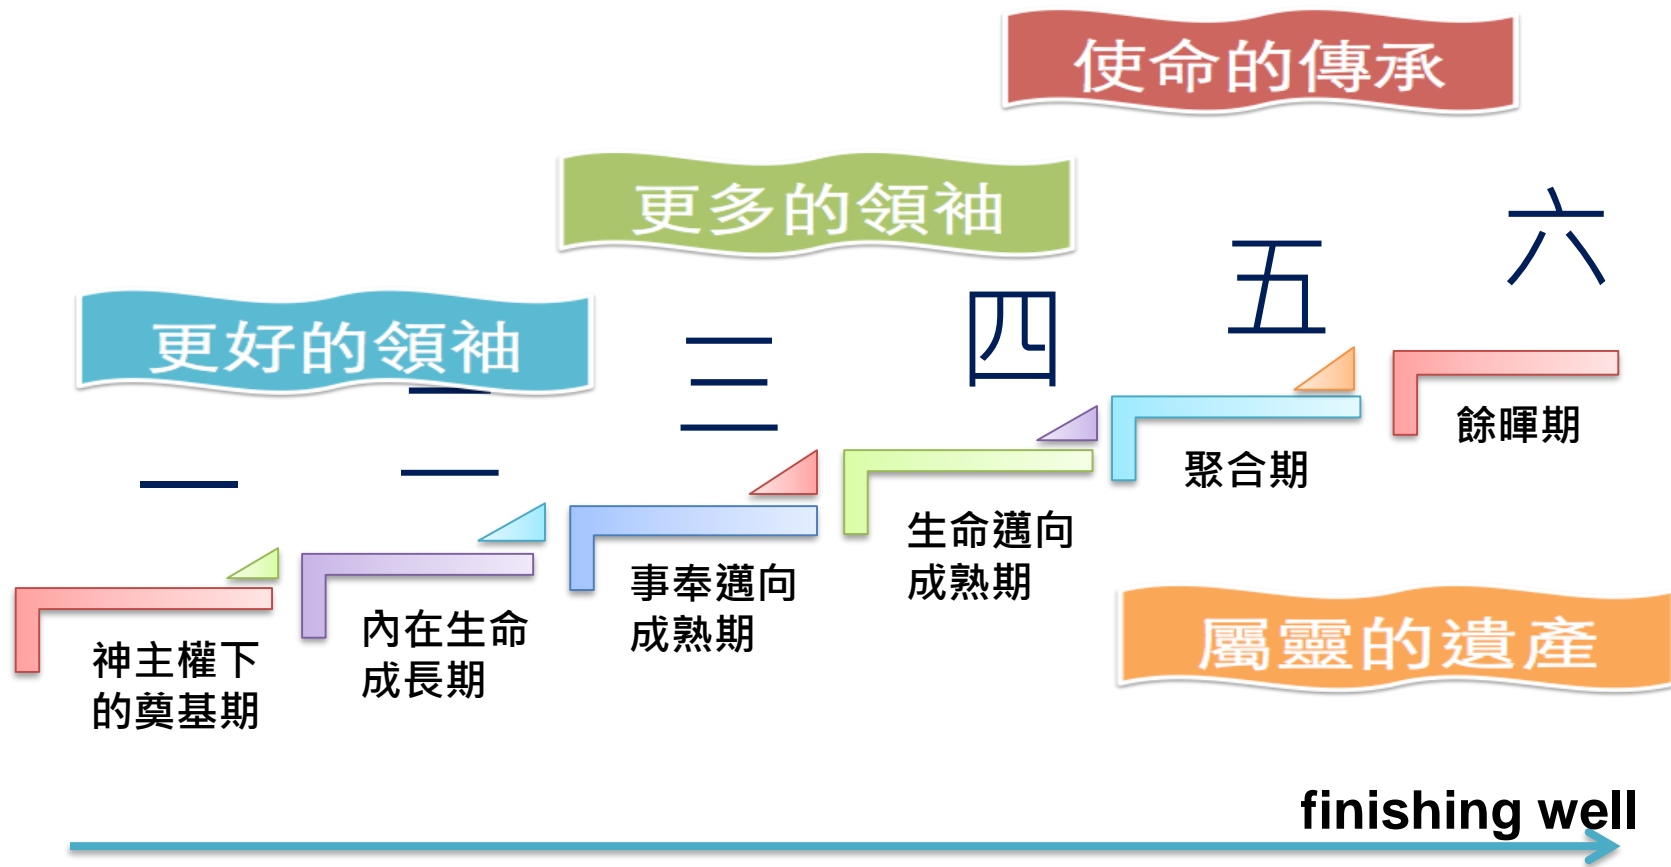 使命的傳承
更多的領袖
更好的領袖
一
二
三
四
五
六
神主權下
的奠基期
內在生命
成長期
事奉邁向
成熟期
生命邁向
成熟期
聚合期
餘暉期
屬靈的遺產
finishing well